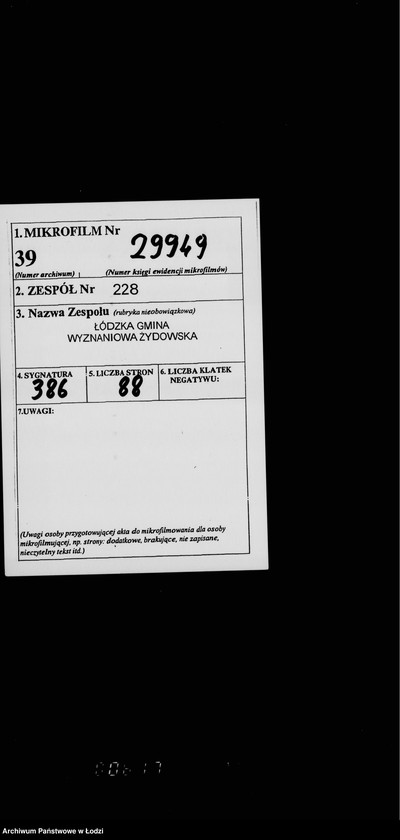 1. MIKROFILM Nr
29949
39
(Numer archiwum) (Numer księgi ewidencji mikrofilmów)
2. ZESPÓŁ Nr 228
3. Nazwa Zespołu (rubryka nieobowiązkowa)
ŁÓDZKA GMINA
WYZNANIOWA ŻYDOWSKA
4. SYGNATURA 5. LICZBA STRON 6. LICZBA KLATEK
NEGATYWU:
386 88
7.UWAGI:
(Uwagi osoby przygotowującej akta do mikrofilmowania dla osoby
mikrofilmującej, np. strony: dodatkowe, brakujące, nie zapisane,
nieczytelny tekst itd.)
Archiwum Państwowe w Łodzi